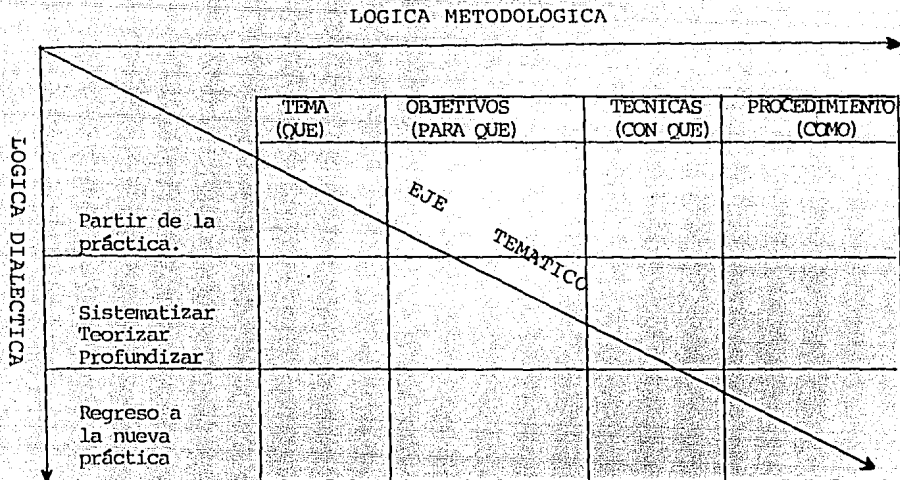 LOGICA METODOLOGICA
TEMA
(QUE)
OBJETIVOS
(PARA QUE)
TECNICAS
(CON QUE)
PROCEDIMIENTO
(COMO)
LOGICA DIALECTICA
EJE TEMATICO
Partir de la
práctica.
Sistematizar
Teorizar
Profundizar
Regreso a
la nueva
práctica